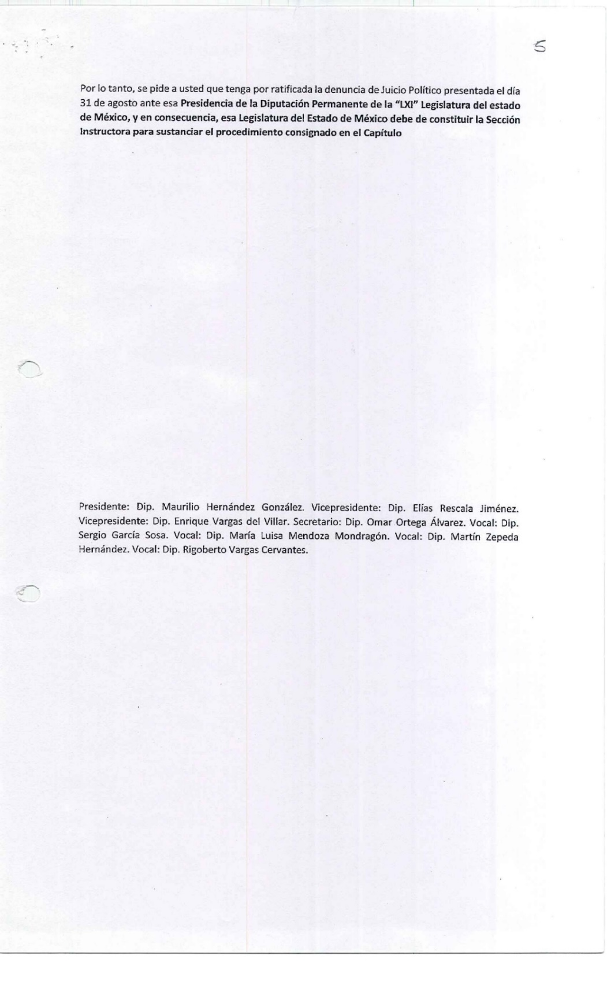 5
Por lo tanto, se pide a usted que tenga por ratificada la denuncia de Juicio Político presentada el día
31 de agosto ante esa Presidencia de la Diputación Permanente de la “LXI” Legislatura del estado
de México, y en consecuencia, esa Legislatura del Estado de México debe de constituir la Sección
Instructora para sustanciar el procedimiento consignado en el Capítulo
Presidente: Dip. Maurilio Hernández González. Vicepresidente: Dip. Elías Rescala Jiménez.
Vicepresidente: Dip. Enrique Vargas del Villar. Secretario: Dip. Omar Ortega Álvarez. Vocal: Dip.
Sergio García Sosa. Vocal: Dip. María Luisa Mendoza Mondragón. Vocal: Dip. Martín Zepeda
Hernández. Vocal: Dip. Rigoberto Vargas Cervantes.